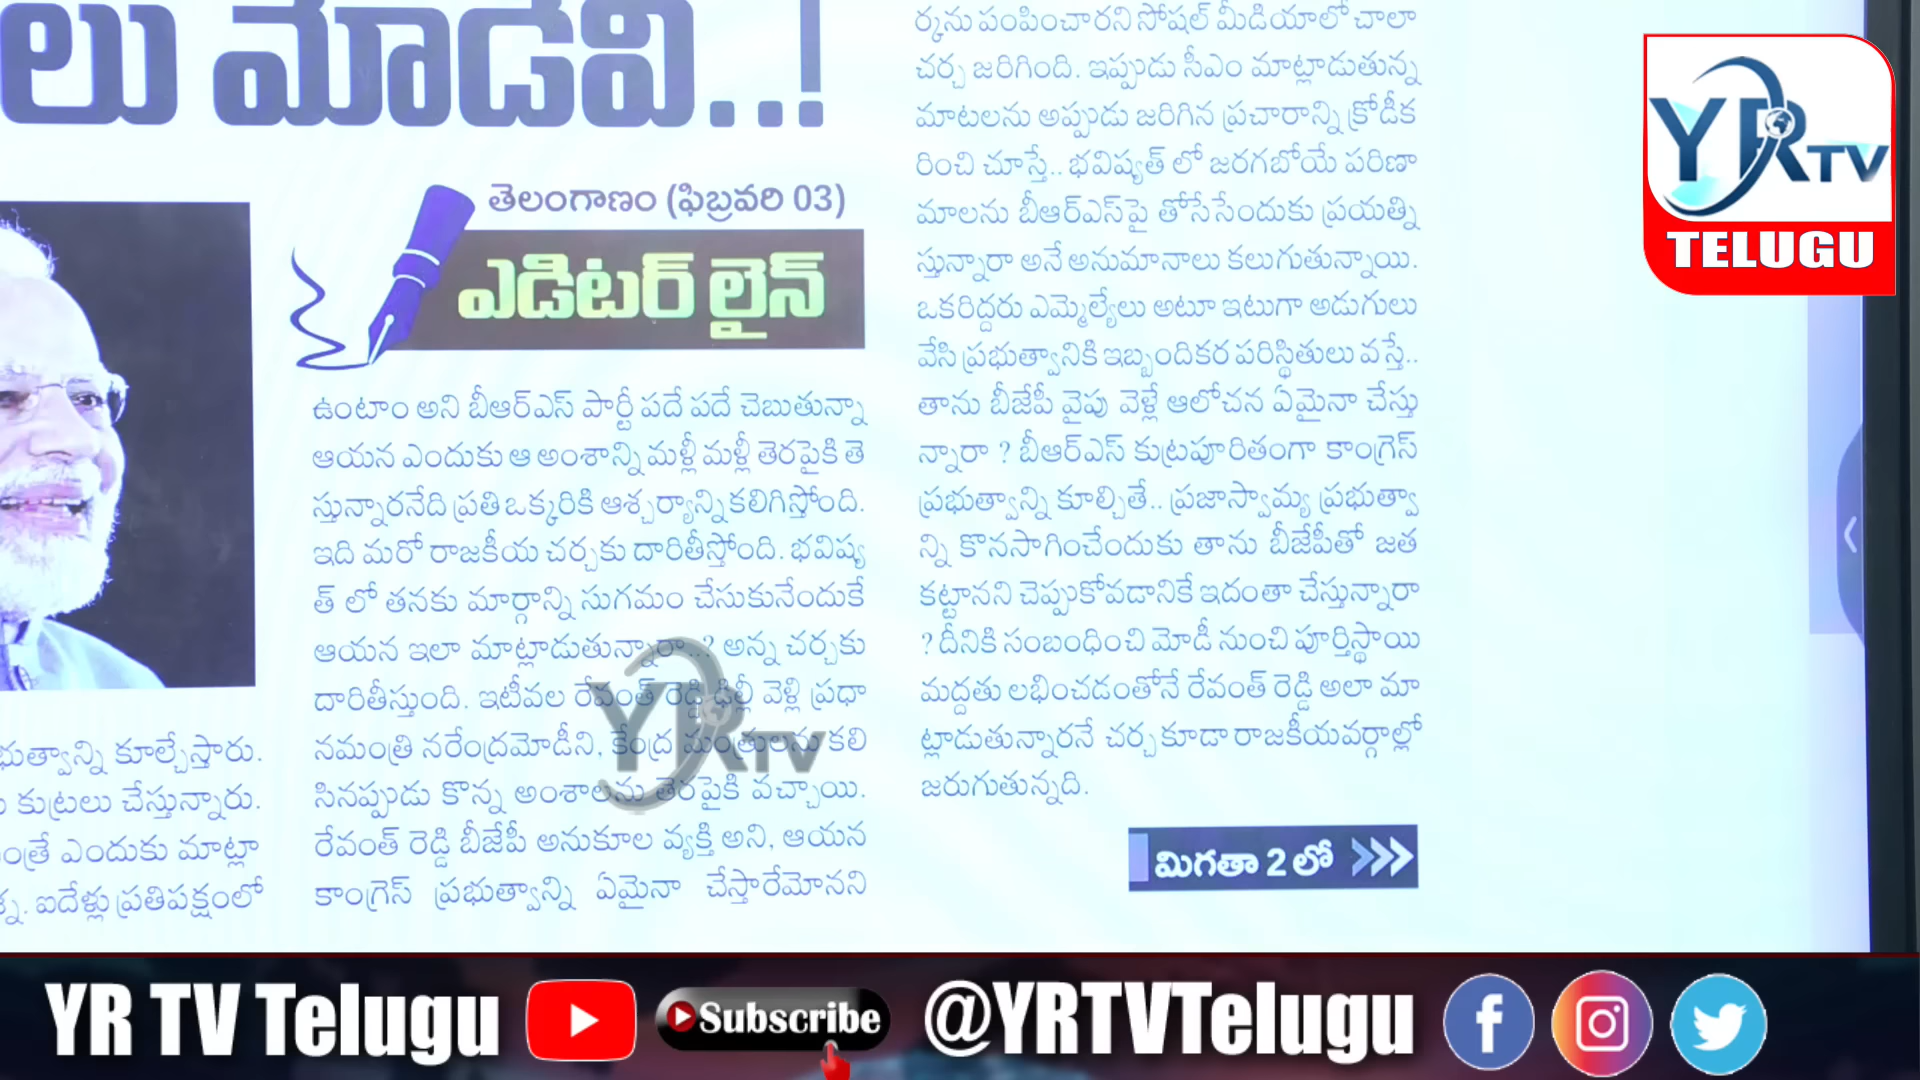 లు మోడేవి..!
తెలంగాణం (ఫిబ్రవరి 03)
ఎడిటర్ లైన్
భుత్వాన్ని కూల్చేస్తారు.
కుట్రలు చేస్తున్నారు.
ఎందుకు మాట్లా
ఐదేళ్లు ప్రతిపక్షంలో
ఉంటాం అని బీఆర్ఎస్ పార్టీ పదే పదే చెబుతున్నా
ఆయన ఎందుకు ఆ అంశాన్ని మళ్లీ మళ్లీ తెరపైకి తె
స్తున్నారనేది ప్రతి ఒక్కరికి ఆశ్చర్యాన్ని కలిగిస్తోంది.
ఇది మరో రాజకీయ చర్చకు దారితీస్తోంది. భవిష్య
త్ లో తనకు మార్గాన్ని సుగమం చేసుకునేందుకే
ఆయన ఇలా మాట్లాడుతున్నారా..? అన్న చర్చకు
దారితీస్తుంది. ఇటీవల రేవంత్ రెడ్డి ఢిల్లీ వెళ్లి ప్రధా
నమంత్రి నరేంద్రమోడీని, కేంద్ర మంత్రులను కలి
సినప్పుడు కొన్న అంశాలను తెరపైకి వచ్చాయి.
రేవంత్ రెడ్డి బీజేపీ అనుకూల వ్యక్తి అని, ఆయన
కాంగ్రెస్ ప్రభుత్వాన్ని ఏమైనా చేస్తారేమోనని
ర్కను పంపించారని సోషల్ మీడియాలో చాలా
చర్చ జరిగింది. ఇప్పుడు సీఎం మాట్లాడుతున్న
మాటలను అప్పుడు జరిగిన ప్రచారాన్ని క్రోడీక
రించి చూస్తే.. భవిష్యత్ లో జరగబోయే పరిణా
మాలను బీఆర్ఎస్‌పై తోసేసేందుకు ప్రయత్ని
స్తున్నారా అనే అనుమానాలు కలుగుతున్నాయి.
ఒకరిద్దరు ఎమ్మెల్యేలు అటూ ఇటుగా అడుగులు
వేసి ప్రభుత్వానికి ఇబ్బందికర పరిస్థితులు వస్తే..
తాను బీజేపీ వైపు వెళ్లే ఆలోచన ఏమైనా చేస్తు
న్నారా ? బీఆర్ఎస్ కుట్రపూరితంగా కాంగ్రెస్
ప్రభుత్వాన్ని కూల్చితే.. ప్రజాస్వామ్య ప్రభుత్వా
న్ని కొనసాగించేందుకు తాను బీజేపీతో జత
కట్టానని చెప్పుకోవడానికే ఇదంతా చేస్తున్నారా
? దీనికి సంబంధించి మోడీ నుంచి పూర్తిస్థాయి
మద్దతు లభించడంతోనే రేవంత్ రెడ్డి అలా మా
ట్లాడుతున్నారనే చర్చ కూడా రాజకీయవర్గాల్లో
జరుగుతున్నది.
మిగతా 2 లో
YRTV
TELUGU
YRTV
YR TV Telugu
Subscribe
@YRTVTelugu